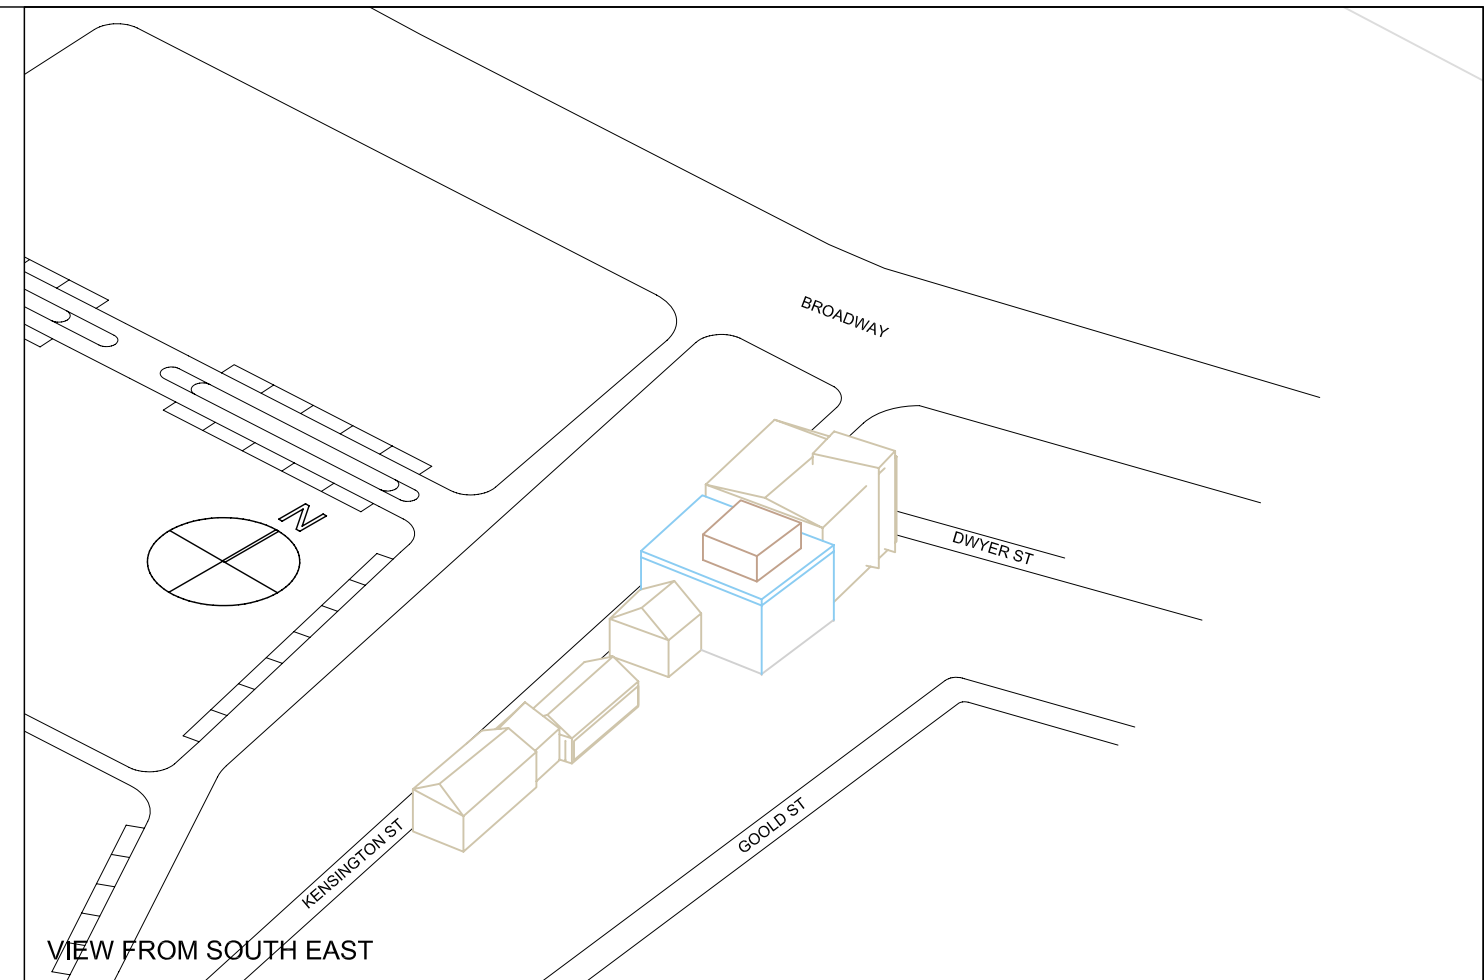 BROADWAY
N
DWYER ST
GOOLD ST
KENSINGTON ST
VIEW FROM SOUTH EAST